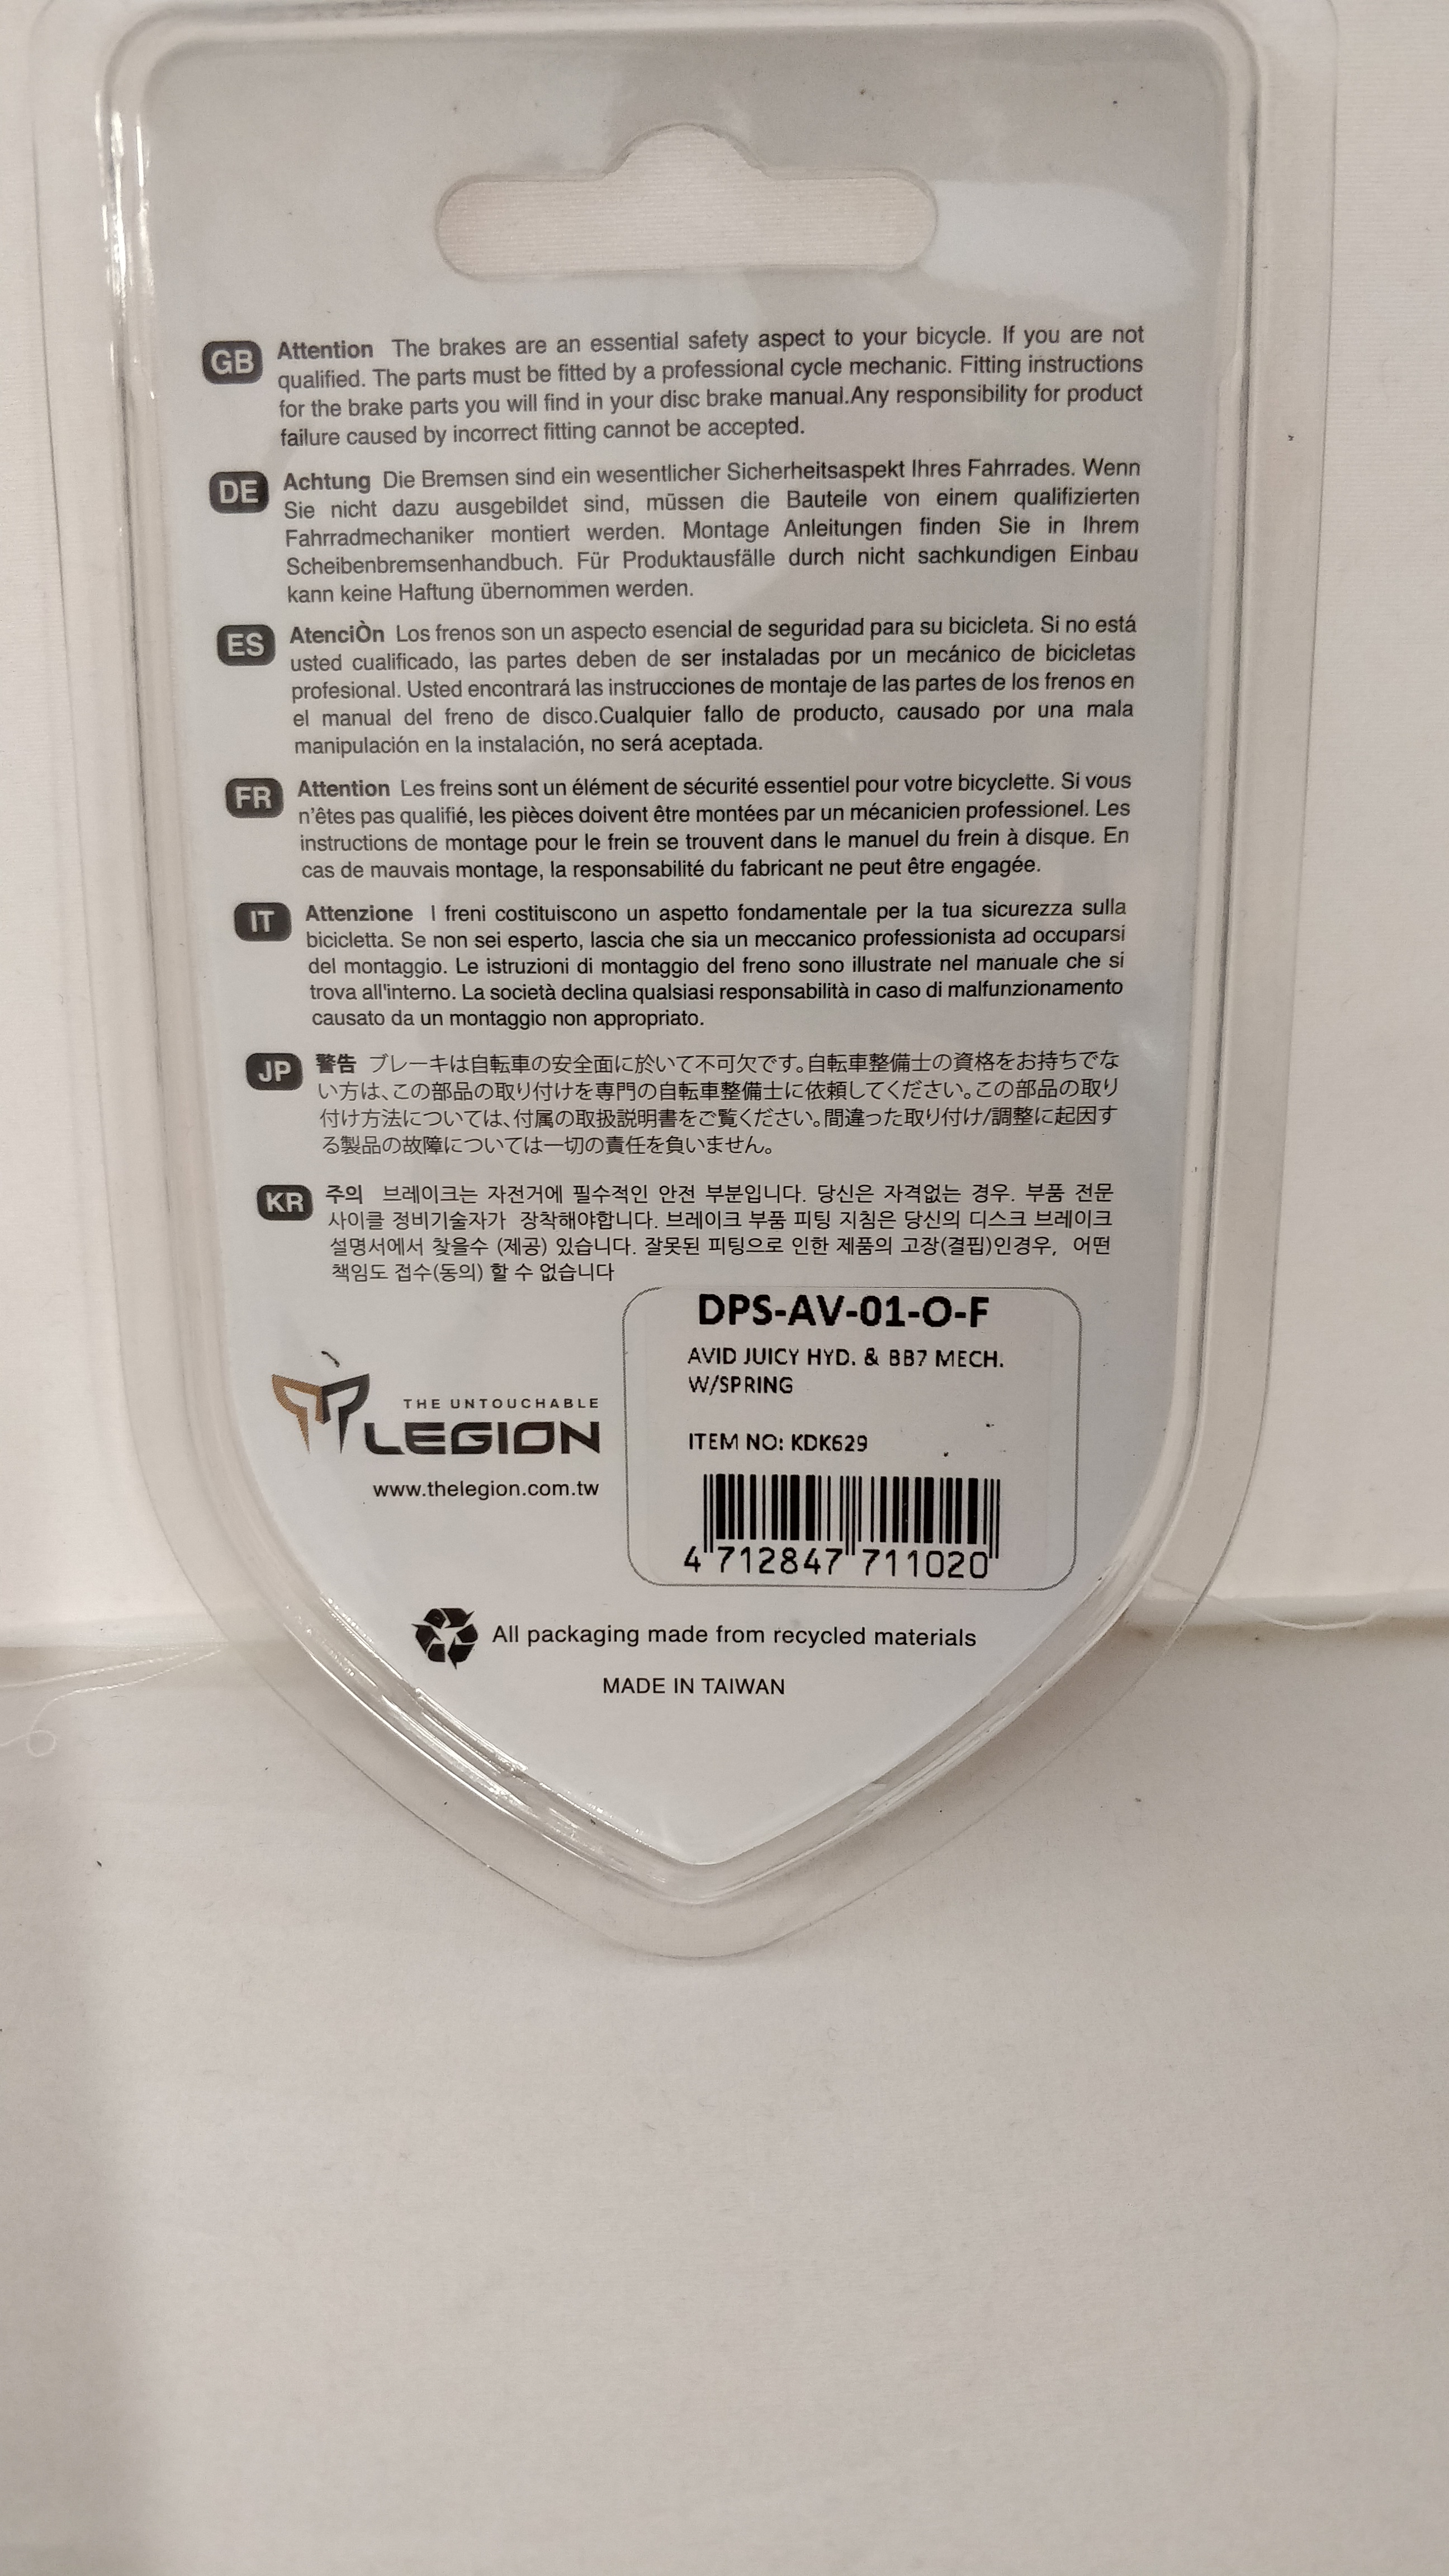 GB Attention The brakes are an essential safety aspect to your bicycle. If you are not
qualified. The parts must be fitted by a professional cycle mechanic. Fitting instructions
for the brake parts you will find in your disc brake manual.Any responsibility for product
failure caused by incorrect fitting cannot be accepted.
DE Achtung Die Bremsen sind ein wesentlicher Sicherheitsaspekt Ihres Fahrrades. Wenn
Sie nicht dazu ausgebildet sind, müssen die Bauteile von einem qualifizierten
Fahrradmechaniker montiert werden. Montage Anleitungen finden Sie in Ihrem
Scheibenbremsenhandbuch. Für Produktausfälle durch nicht sachkundigen Einbau
kann keine Haftung übernommen werden.
ES AtenciÒn Los frenos son un aspecto esencial de seguridad para su bicicleta. Si no está
usted cualificado, las partes deben de ser instaladas por un mecánico de bicicletas
profesional. Usted encontrará las instrucciones de montaje de las partes de los frenos en
el manual del freno de disco.Cualquier fallo de producto, causado por una mala
manipulación en la instalación, no será aceptada.
FR Attention Les freins sont un élément de sécurité essentiel pour votre bicyclette. Si vous
n'êtes pas qualifié, les pièces doivent être montées par un mécanicien professionel. Les
instructions de montage pour le frein se trouvent dans le manuel du frein à disque. En
cas de mauvais montage, la responsabilité du fabricant ne peut être engagée.
IT Attenzione I freni costituiscono un aspetto fondamentale per la tua sicurezza sulla
bicicletta. Se non sei esperto, lascia che sia un meccanico professionista ad occuparsi
del montaggio. Le istruzioni di montaggio del freno sono illustrate nel manuale che si
trova all'interno. La società declina qualsiasi responsabilità in caso di malfunzionamento
causato da un montaggio non appropriato.
JP 警告 ブレーキは自転車の安全面に於いて不可欠です。自転車整備士の資格をお持ちでな
い方は、この部品の取り付けを専門の自転車整備士に依頼してください。この部品の取り
付け方法については、付属の取扱説明書をご覧ください。間違った取り付け/調整に起因す
る製品の故障については一切の責任を負いません。
KR 주의 브레이크는 자전거에 필수적인 안전 부분입니다. 당신은 자격없는 경우. 부품 전문
사이클 정비기술자가 장착해야합니다. 브레이크 부품 피팅 지침은 당신의 디스크 브레이크
설명서에서 찾을수 (제공) 있습니다. 잘못된 피팅으로 인한 제품의 고장(결핍)인경우, 어떤
책임도 접수(동의) 할 수 없습니다
DPS-AV-01-O-F
AVID JUICY HYD. & BB7 MECH.
W/SPRING
ITEM NO: KDK629
4 712847 711020
THE UNTOUCHABLE
LEGION
www.thelegion.com.tw
All packaging made from recycled materials
MADE IN TAIWAN